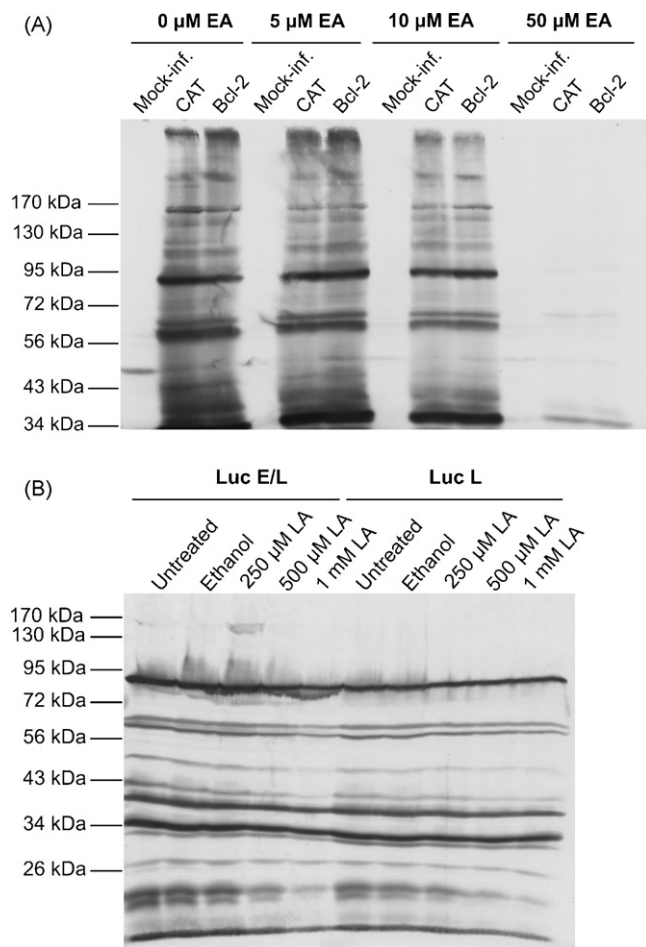 (A)
0 µM EA 5 µM EA 10 µM EA 50 µM EA
Mock-inf. CAT Bcl-2 Mock-inf. CAT Bcl-2 Mock-inf. CAT Bcl-2 Mock-inf. CAT Bcl-2
170 kDa
130 kDa
95 kDa
72 kDa
56 kDa
43 kDa
34 kDa
(B)
Luc E/L Luc L
Untreated Ethanol 250 µM LA 500 µM LA 1 mM LA Untreated Ethanol 250 µM LA 500 µM LA 1 mM LA
170 kDa
130 kDa
95 kDa
72 kDa
56 kDa
43 kDa
34 kDa
26 kDa